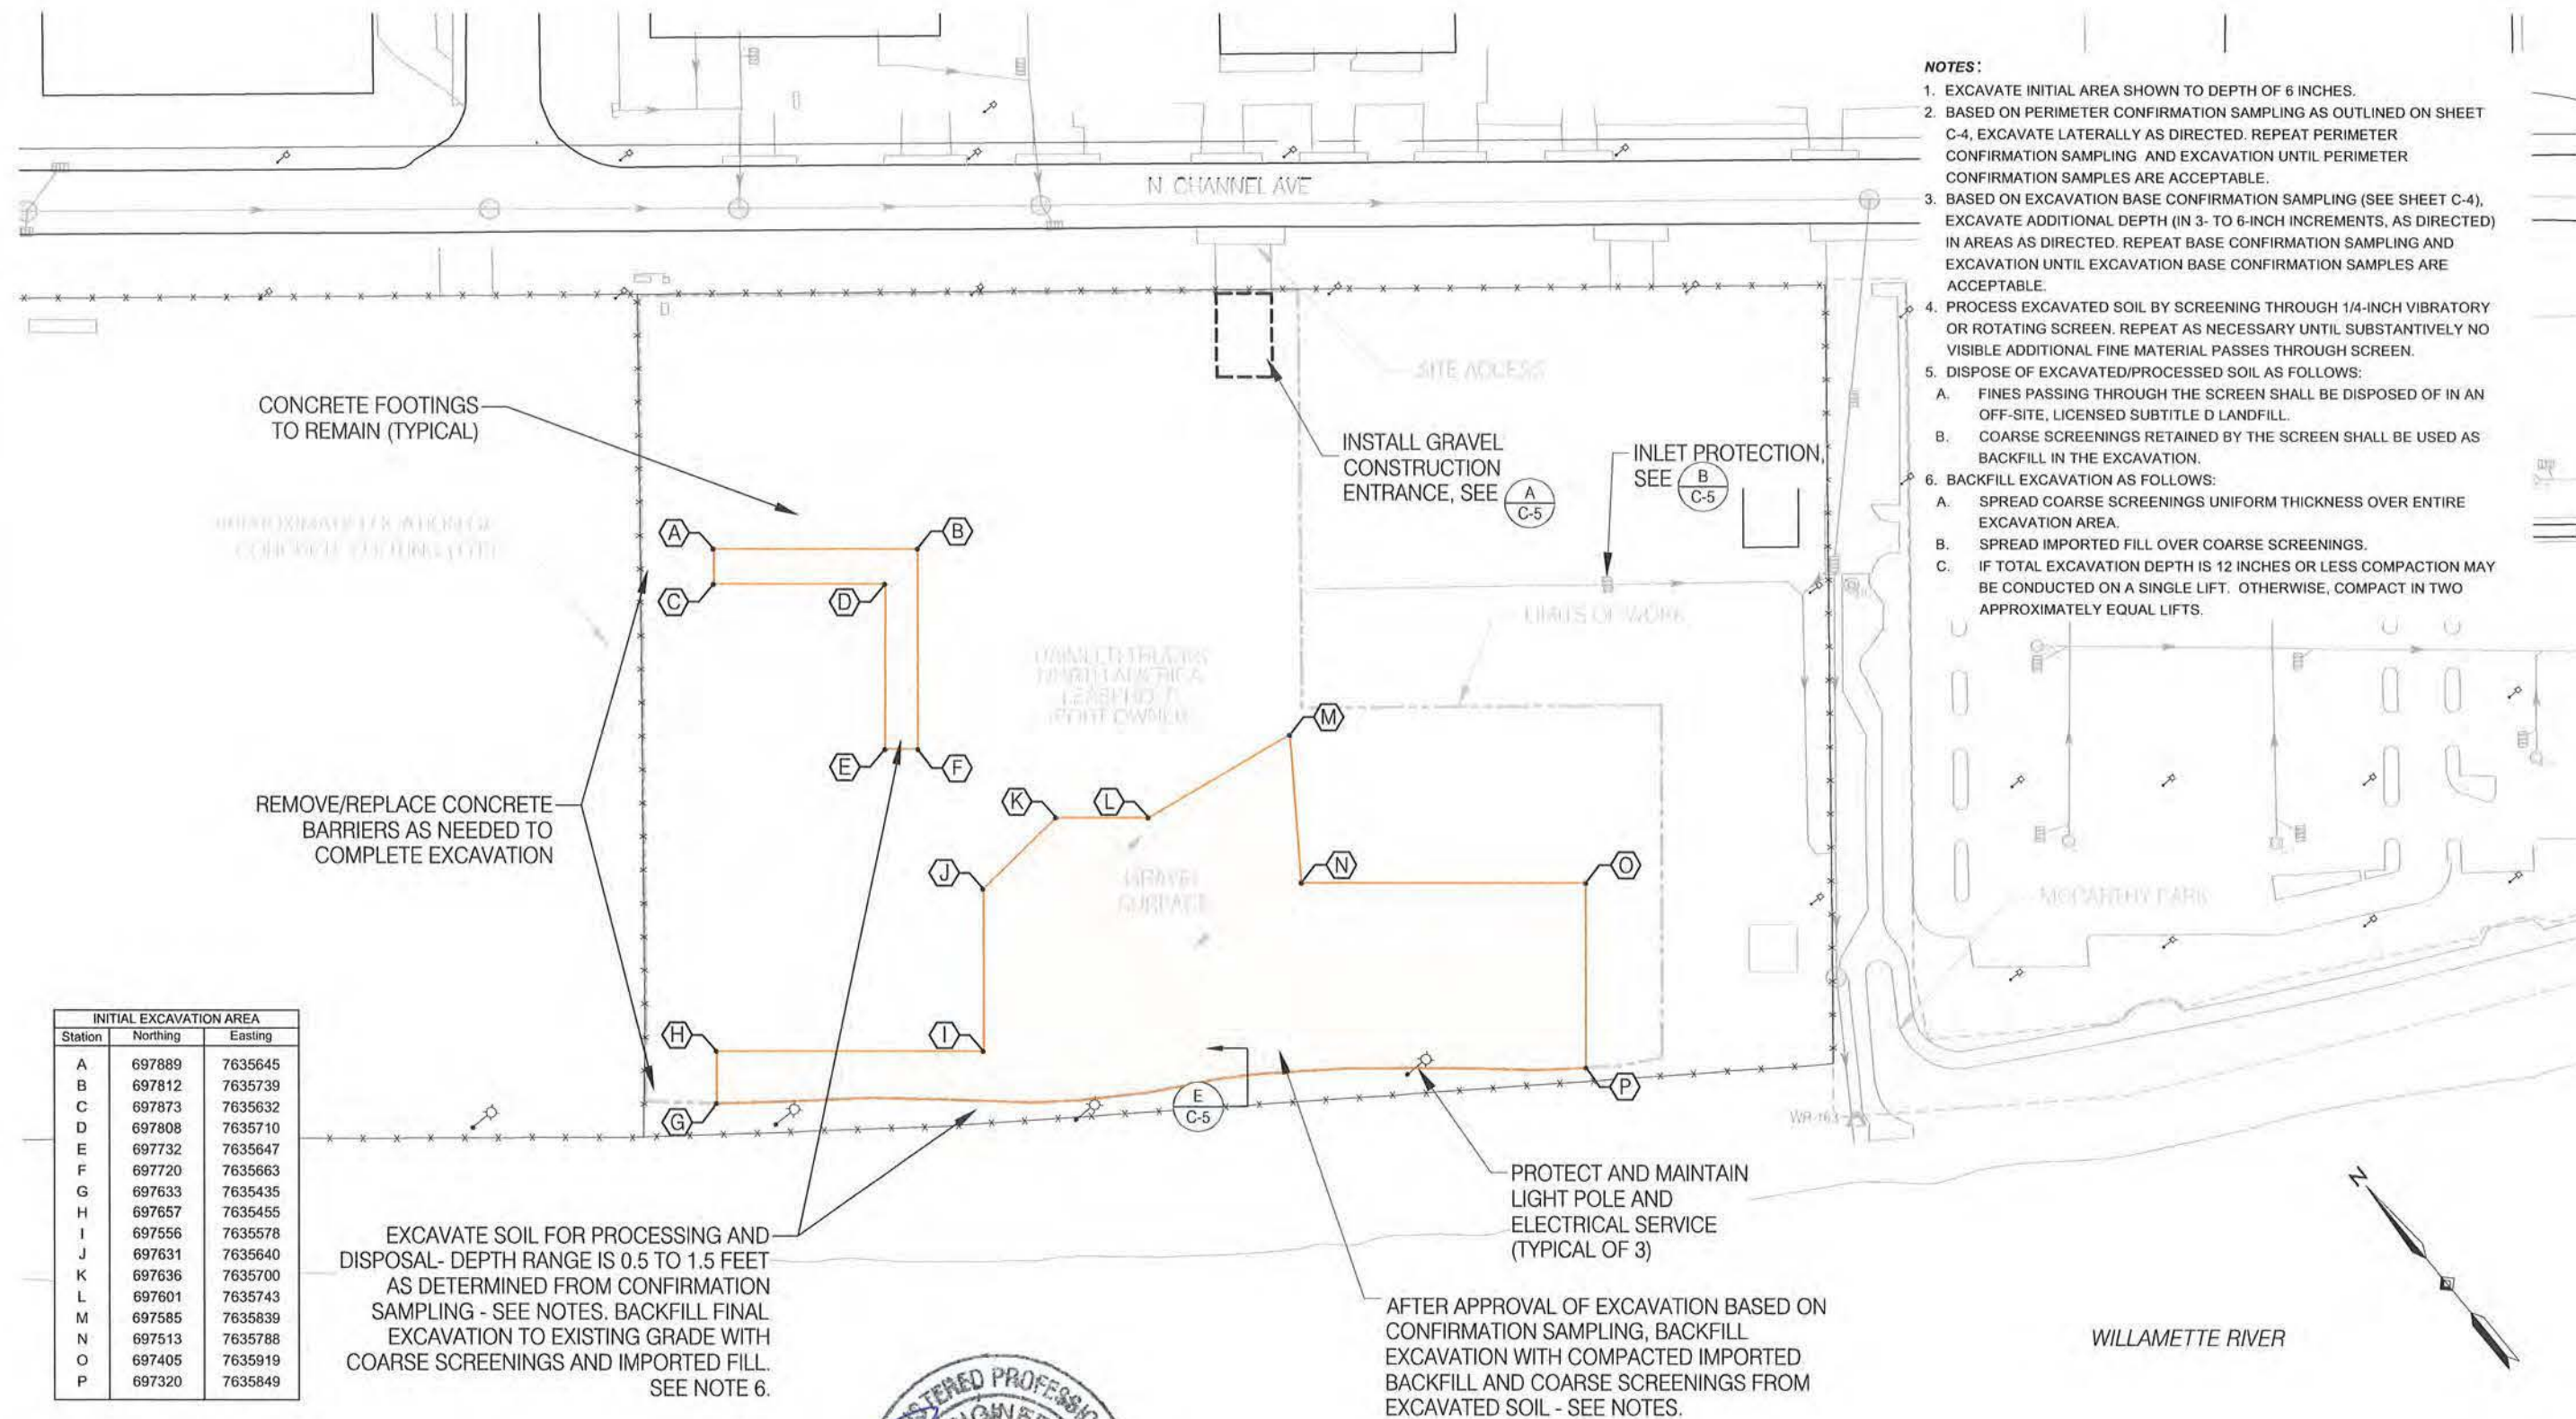 NOTES:
1. EXCAVATE INITIAL AREA SHOWN TO DEPTH OF 6 INCHES.
2. BASED ON PERIMETER CONFIRMATION SAMPLING AS OUTLINED ON SHEET
C-4, EXCAVATE LATERALLY AS DIRECTED. REPEAT PERIMETER
CONFIRMATION SAMPLING AND EXCAVATION UNTIL PERIMETER
CONFIRMATION SAMPLES ARE ACCEPTABLE.
3. BASED ON EXCAVATION BASE CONFIRMATION SAMPLING (SEE SHEET C-4),
EXCAVATE ADDITIONAL DEPTH (IN 3- TO 6-INCH INCREMENTS, AS DIRECTED)
IN AREAS AS DIRECTED. REPEAT BASE CONFIRMATION SAMPLING AND
EXCAVATION UNTIL EXCAVATION BASE CONFIRMATION SAMPLES ARE
ACCEPTABLE.
4. PROCESS EXCAVATED SOIL BY SCREENING THROUGH 1/4-INCH VIBRATORY
OR ROTATING SCREEN. REPEAT AS NECESSARY UNTIL SUBSTANTIVELY NO
VISIBLE ADDITIONAL FINE MATERIAL PASSES THROUGH SCREEN.
5. DISPOSE OF EXCAVATED/PROCESSED SOIL AS FOLLOWS:
A. FINES PASSING THROUGH THE SCREEN SHALL BE DISPOSED OF IN AN
OFF-SITE, LICENSED SUBTITLE D LANDFILL.
B. COARSE SCREENINGS RETAINED BY THE SCREEN SHALL BE USED AS
BACKFILL IN THE EXCAVATION.
6. BACKFILL EXCAVATION AS FOLLOWS:
A. SPREAD COARSE SCREENINGS UNIFORM THICKNESS OVER ENTIRE
EXCAVATION AREA.
B. SPREAD IMPORTED FILL OVER COARSE SCREENINGS.
C. IF TOTAL EXCAVATION DEPTH IS 12 INCHES OR LESS COMPACTION MAY
BE CONDUCTED ON A SINGLE LIFT. OTHERWISE, COMPACT IN TWO
APPROXIMATELY EQUAL LIFTS.
N. CHANNEL AVE
SITE ACCESS
CONCRETE FOOTINGS
TO REMAIN (TYPICAL)
INSTALL GRAVEL
CONSTRUCTION
ENTRANCE, SEE A
C-5
INLET PROTECTION,
SEE B
C-5
APPROXIMATE LOCATION OF
CONCRETE FOOTING (TYP)
A
B
C
D
LIMITS OF WORK
NORTH AMERICA
E
F
M
K
L
REMOVE/REPLACE CONCRETE
BARRIERS AS NEEDED TO
COMPLETE EXCAVATION
J
N
O
GRAVEL
SURFACE
MCCARTHY PARK
H
I
G
E
C-5
P
INITIAL EXCAVATION AREA
Station Northing Easting
A 697889 7635645
B 697812 7635739
C 697873 7635632
D 697808 7635710
E 697732 7635647
F 697720 7635663
G 697633 7635435
H 697657 7635455
I 697556 7635578
J 697631 7635640
K 697636 7635700
L 697601 7635743
M 697585 7635839
N 697513 7635788
O 697405 7635919
P 697320 7635849
EXCAVATE SOIL FOR PROCESSING AND
DISPOSAL- DEPTH RANGE IS 0.5 TO 1.5 FEET
AS DETERMINED FROM CONFIRMATION
SAMPLING - SEE NOTES. BACKFILL FINAL
EXCAVATION TO EXISTING GRADE WITH
COARSE SCREENINGS AND IMPORTED FILL.
SEE NOTE 6.
PROTECT AND MAINTAIN
LIGHT POLE AND
ELECTRICAL SERVICE
(TYPICAL OF 3)
AFTER APPROVAL OF EXCAVATION BASED ON
CONFIRMATION SAMPLING, BACKFILL
EXCAVATION WITH COMPACTED IMPORTED
BACKFILL AND COARSE SCREENINGS FROM
EXCAVATED SOIL - SEE NOTES.
N
WILLAMETTE RIVER